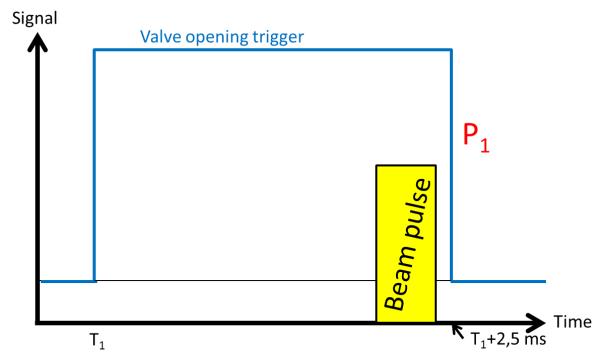 Signal
Valve opening trigger
P₁
Beam pulse
Time
T₁
T₁+2,5 ms